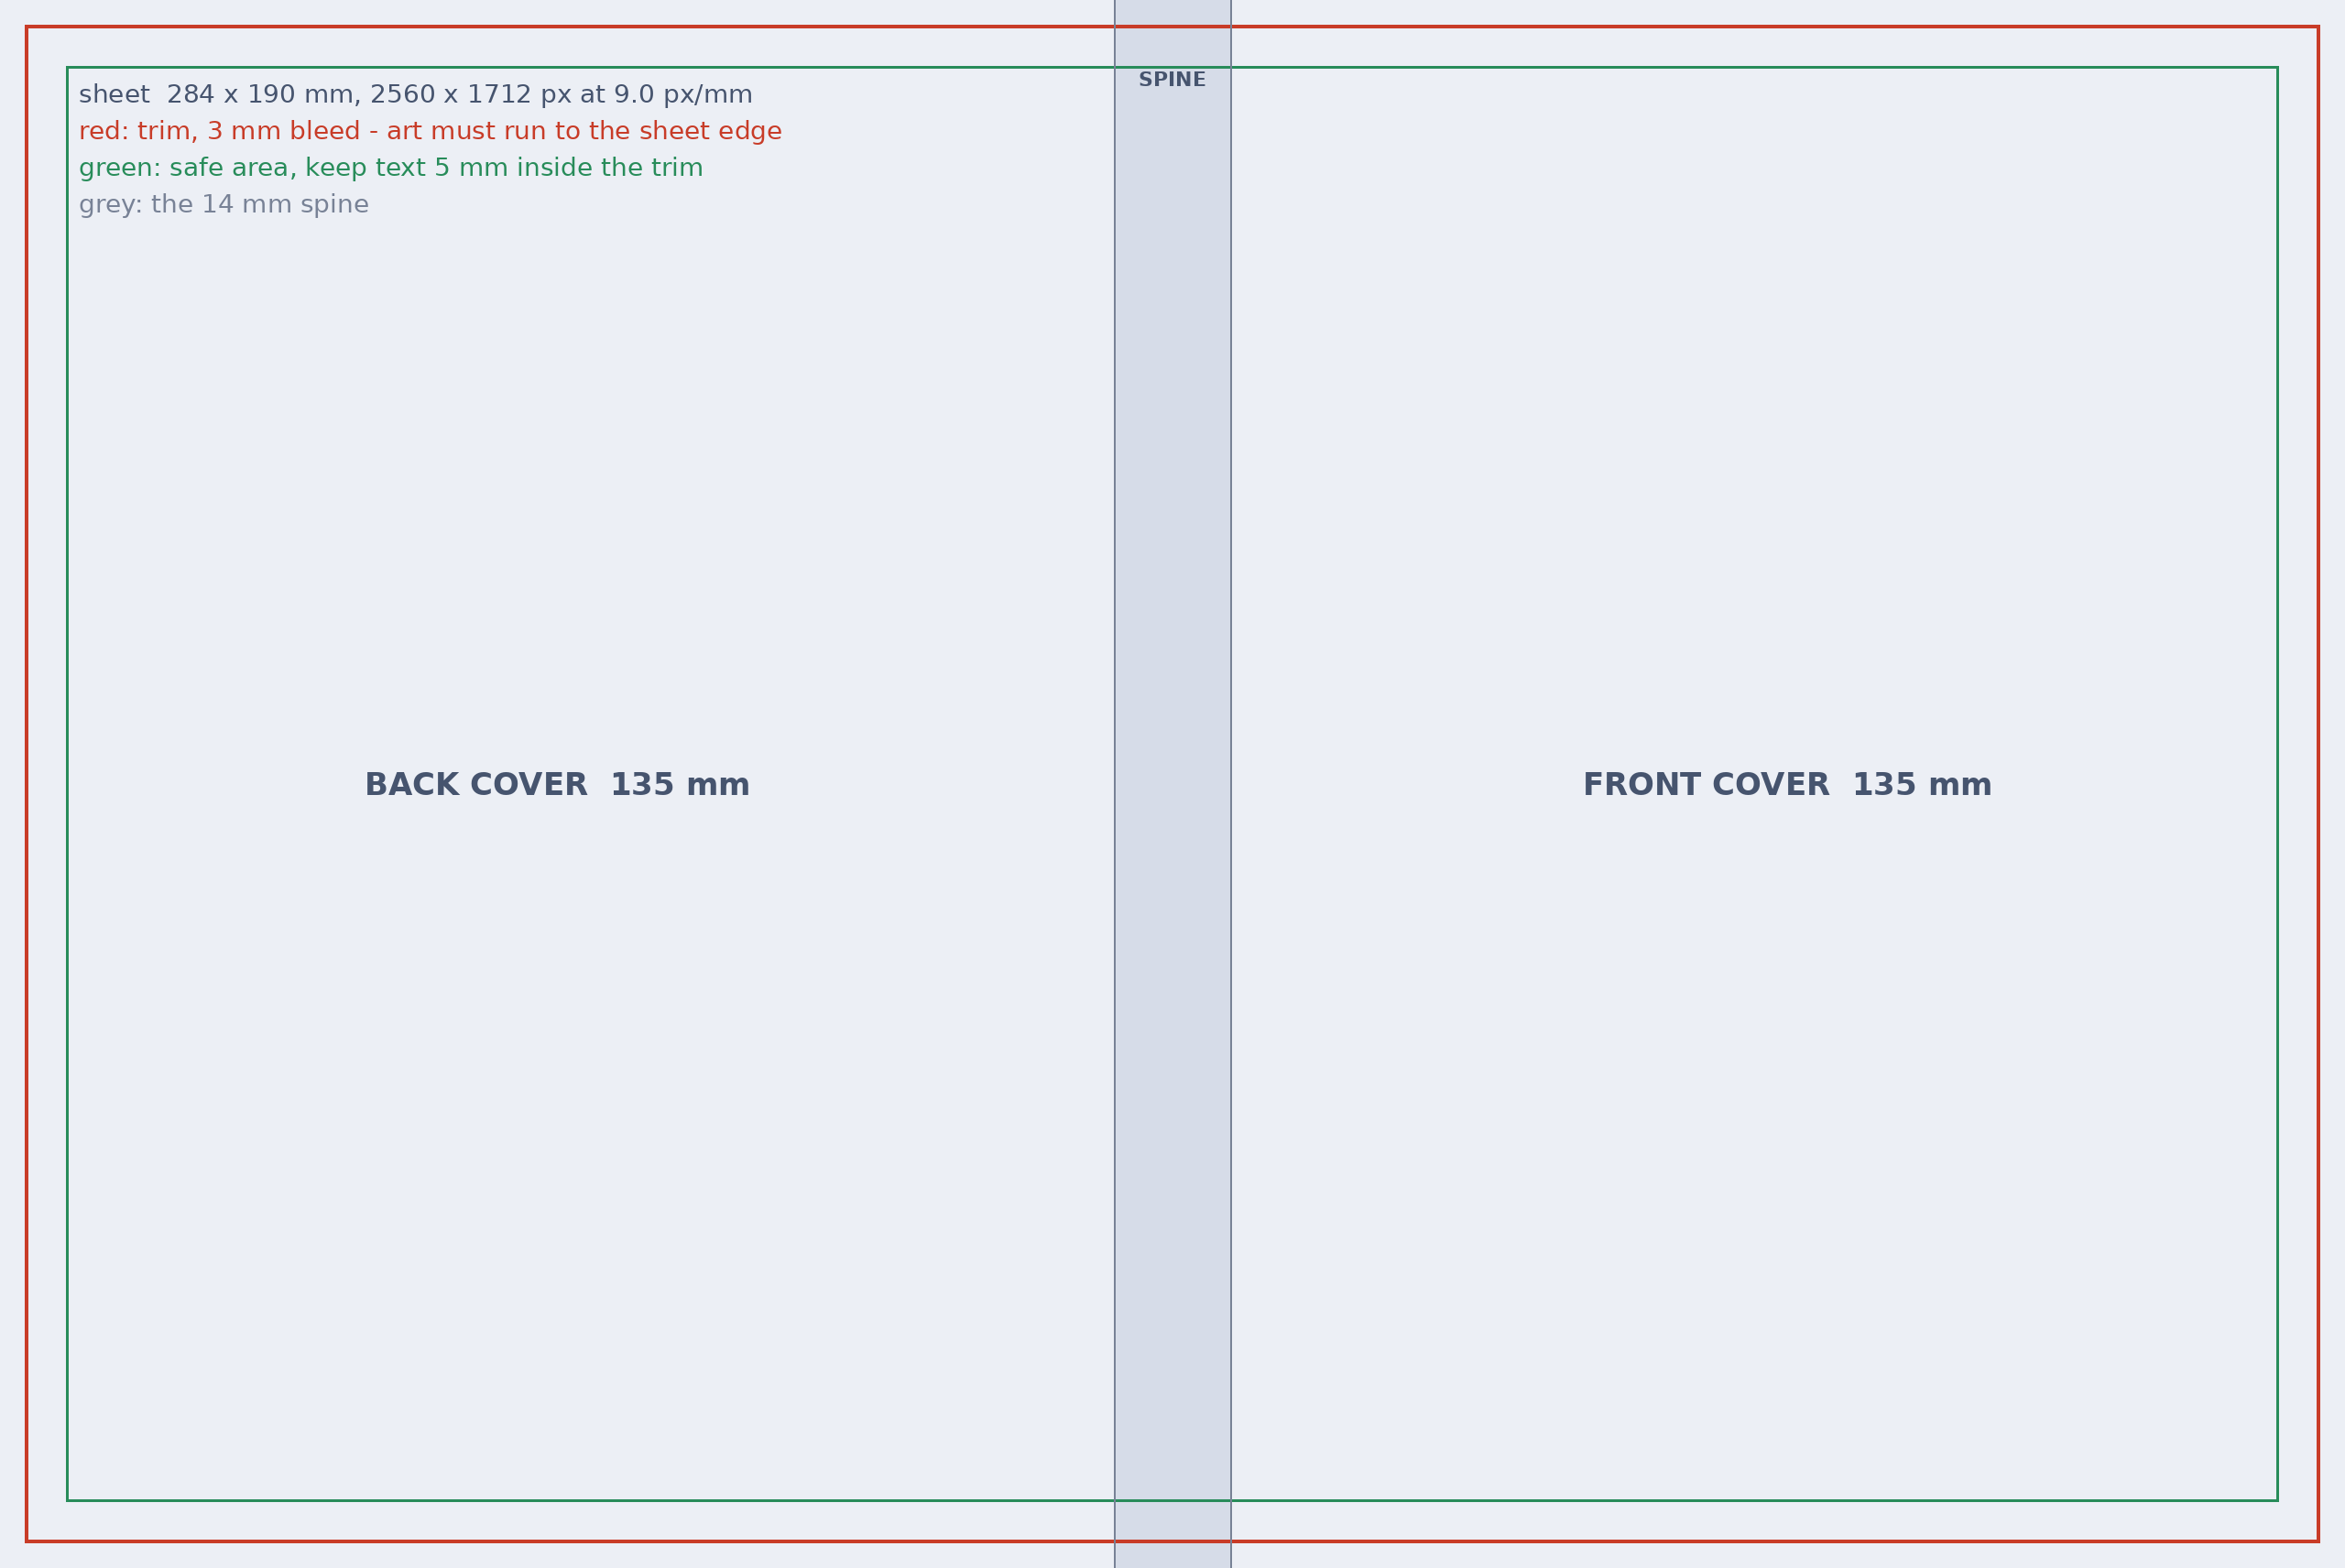 SPINE
sheet  284 x 190 mm, 2560 x 1712 px at 9.0 px/mm
red: trim, 3 mm bleed - art must run to the sheet edge
green: safe area, keep text 5 mm inside the trim
grey: the 14 mm spine
BACK COVER  135 mm
FRONT COVER  135 mm